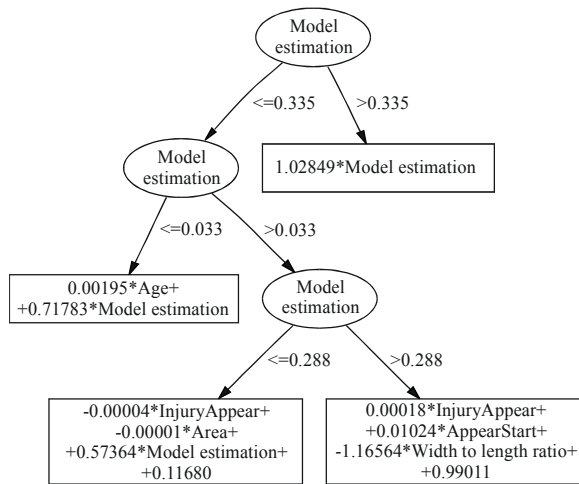 Model
estimation
<=0.335
>0.335
Model
estimation
1.02849*Model estimation
<=0.033
>0.033
0.00195*Age+
+0.71783*Model estimation
Model
estimation
<=0.288
>0.288
-0.00004*InjuryAppear+
-0.00001*Area+
+0.57364*Model estimation+
+0.11680
0.00018*InjuryAppear+
+0.01024*AppearStart+
-1.16564*Width to length ratio+
+0.99011